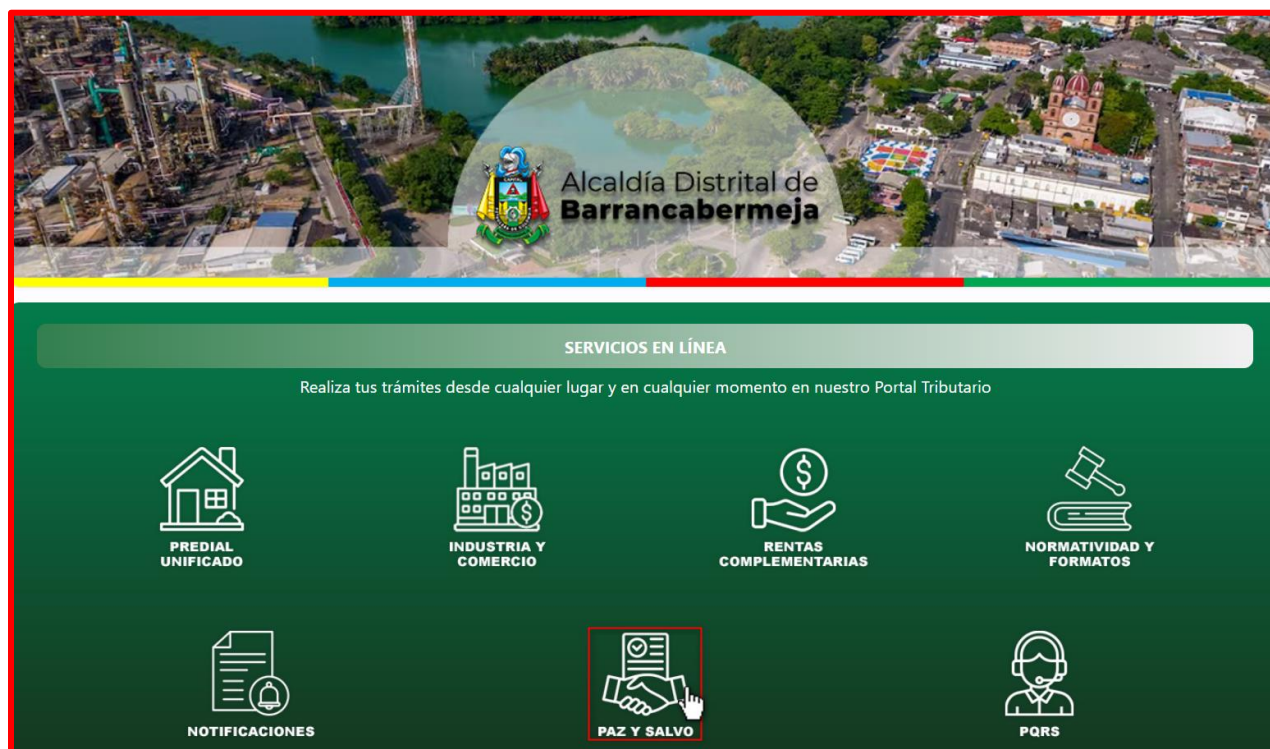 Alcaldía Distrital de
Barrancabermeja
SERVICIOS EN LÍNEA
Realiza tus trámites desde cualquier lugar y en cualquier momento en nuestro Portal Tributario
PREDIAL
UNIFICADO
INDUSTRIA Y
COMERCIO
RENTAS
COMPLEMENTARIAS
NORMATIVIDAD Y
FORMATOS
NOTIFICACIONES
PAZ Y SALVO
PQRS